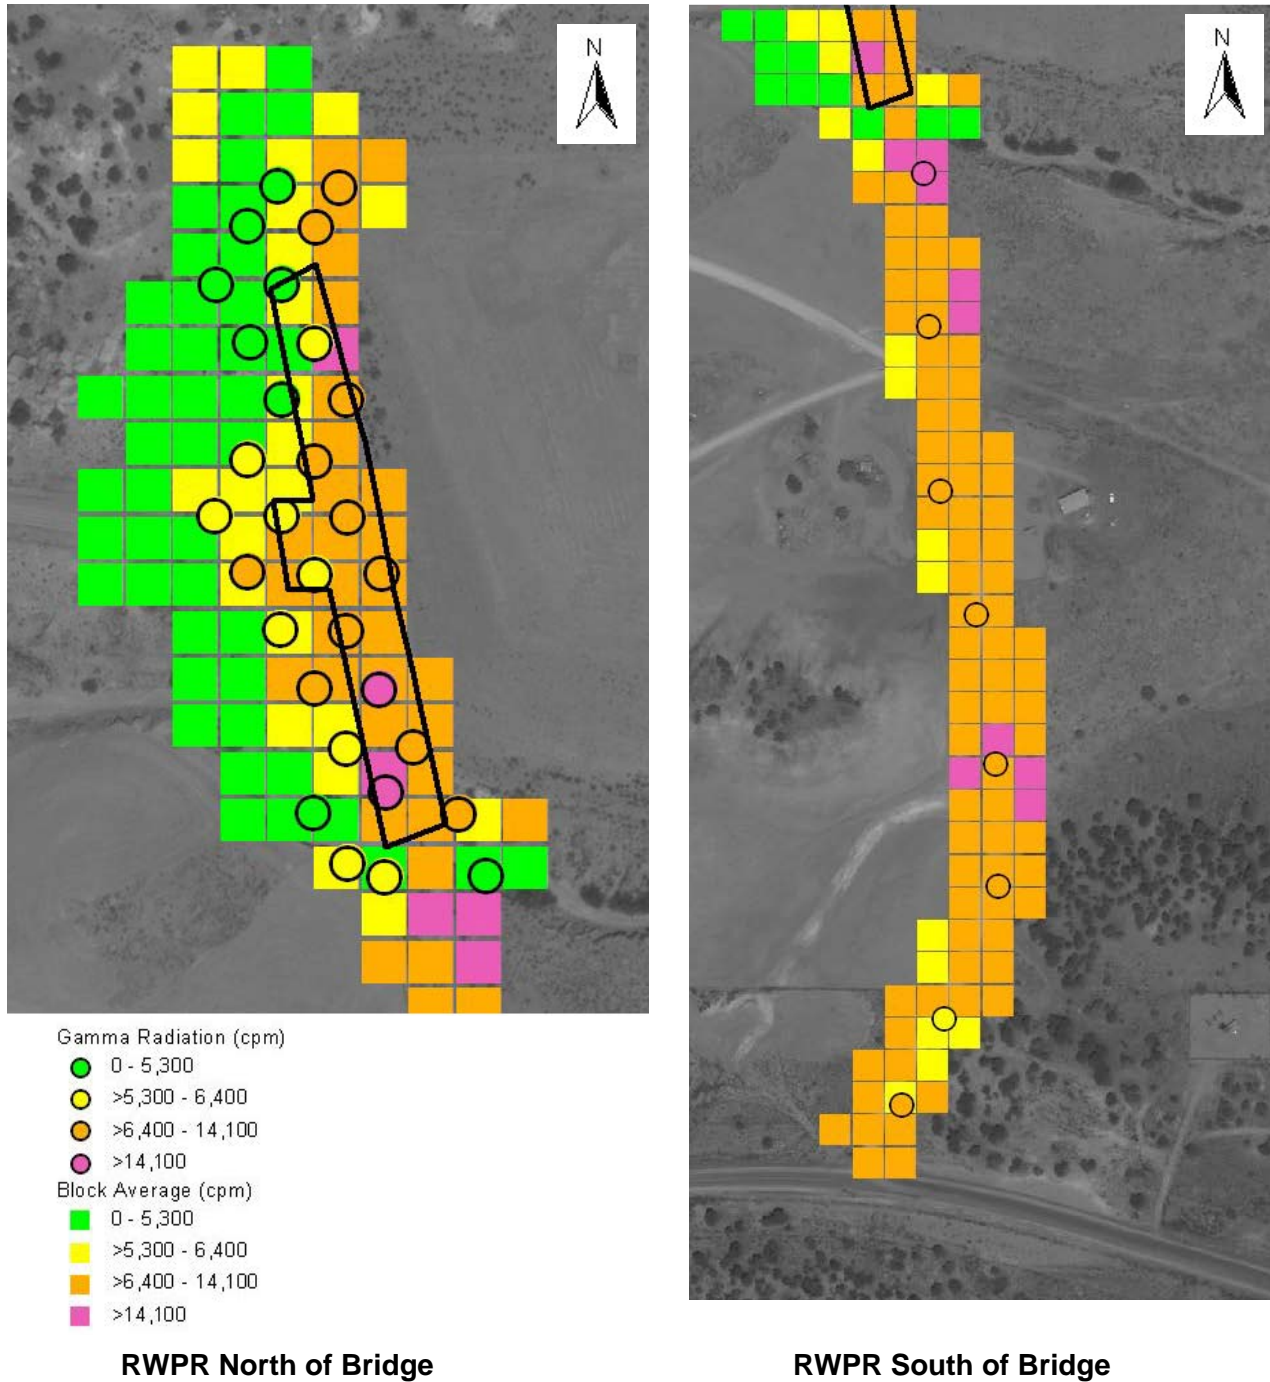 N
N
Gamma Radiation (cpm)
0 - 5,300
>5,300 - 6,400
>6,400 - 14,100
>14,100
Block Average (cpm)
0 - 5,300
>5,300 - 6,400
>6,400 - 14,100
>14,100
RWPR North of Bridge
RWPR South of Bridge